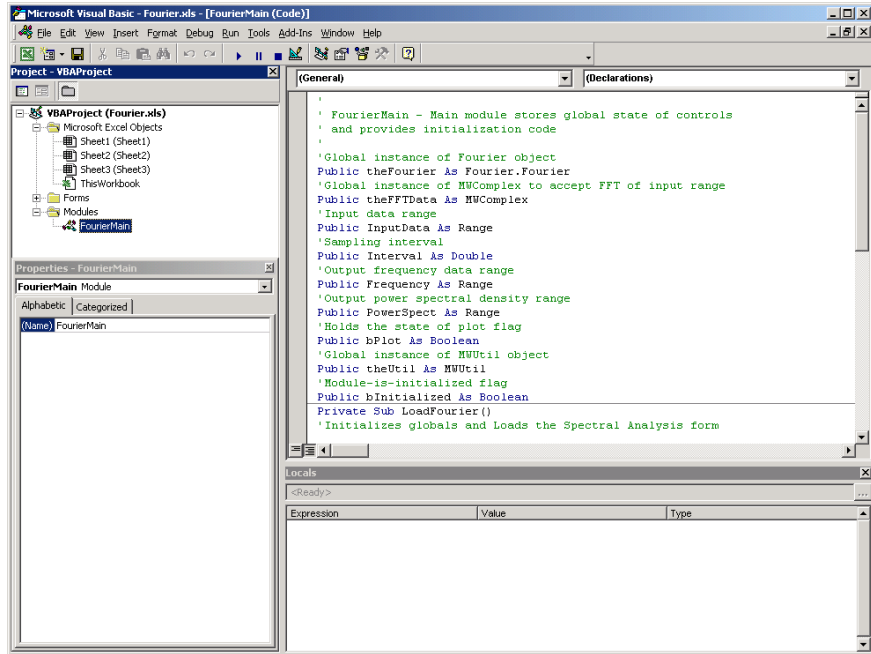 Microsoft Visual Basic - Fourier.xls - [FourierMain (Code)]
File Edit View Insert Format Debug Run Tools Add-Ins Window Help
Project - VBAProject
VBAProject (Fourier.xls)
Microsoft Excel Objects
Sheet1 (Sheet1)
Sheet2 (Sheet2)
Sheet3 (Sheet3)
ThisWorkbook
Forms
Modules
FourierMain
Properties - FourierMain
FourierMain Module
Alphabetic Categorized
(Name) FourierMain
(General) (Declarations)
'
' FourierMain - Main module stores global state of controls
' and provides initialization code
'
'Global instance of Fourier object
Public theFourier As Fourier.Fourier
'Global instance of MWComplex to accept FFT of input range
Public theFFTData As MWComplex
'Input data range
Public InputData As Range
'Sampling interval
Public Interval As Double
'Output frequency data range
Public Frequency As Range
'Output power spectral density range
Public PowerSpect As Range
'Holds the state of plot flag
Public bPlot As Boolean
'Global instance of MWUtil object
Public theUtil As MWUtil
'Module-is-initialized flag
Public bInitialized As Boolean
Private Sub LoadFourier()
'Initializes globals and Loads the Spectral Analysis form
Locals
<Ready>
...
Expression Value Type